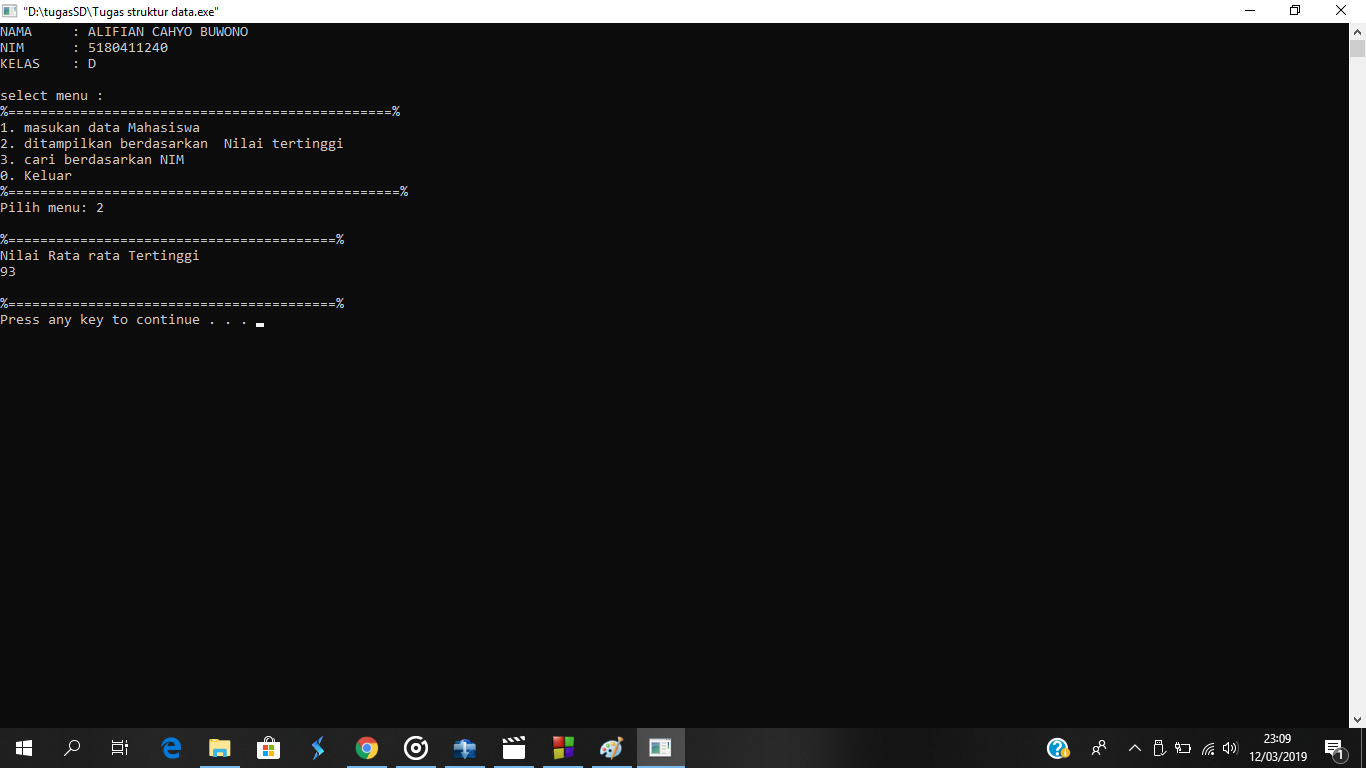 "D:\tugasSD\Tugas struktur data.exe"
NAMA     : ALIFIAN CAHYO BUWONO
NIM      : 5180411240
KELAS    : D
select menu :
%================================================%
1. masukan data Mahasiswa
2. ditampilkan berdasarkan  Nilai tertinggi
3. cari berdasarkan NIM
0. Keluar
%=================================================%
Pilih menu: 2
%=========================================%
Nilai Rata rata Tertinggi
93
%=========================================%
Press any key to continue . . .
23:09
12/03/2019
1